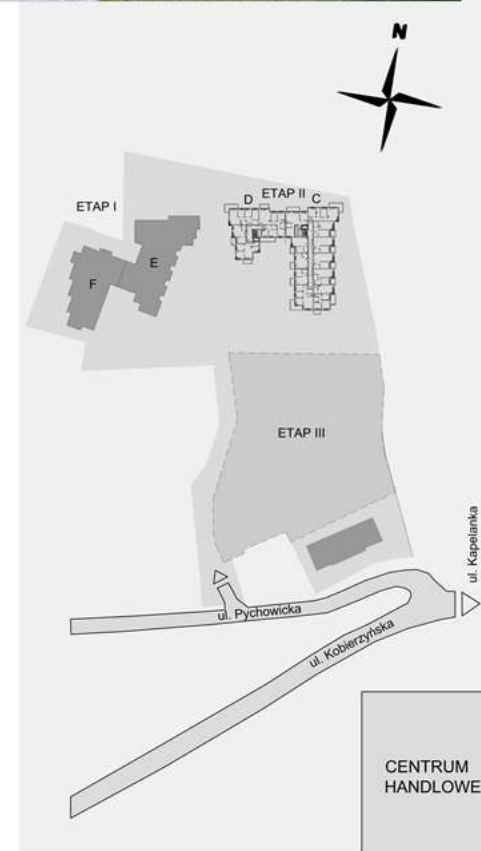 N
ETAP I
D
ETAP II
C
E
F
ETAP III
ul. Kapelanka
ul. Pychowicka
ul. Kobierzyńska
CENTRUM
HANDLOWE